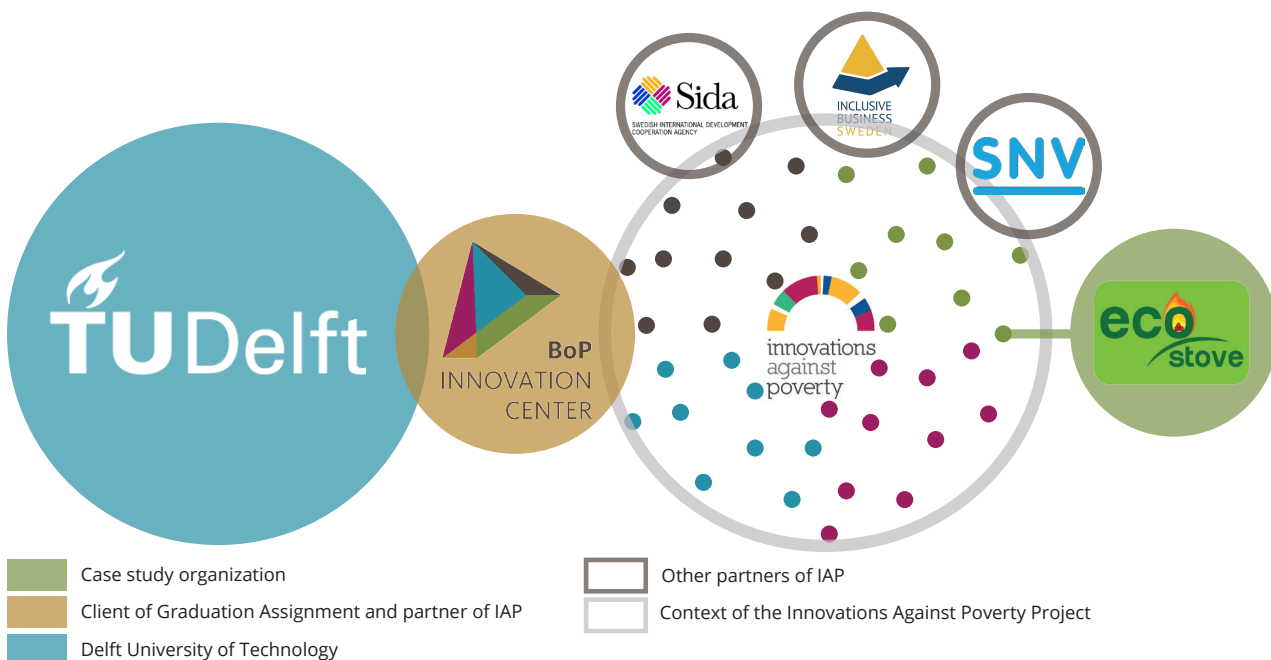 TUDelft
BoP
INNOVATION
CENTER
Sida
SWEDISH INTERNATIONAL DEVELOPMENT
COOPERATION AGENCY
INCLUSIVE
BUSINESS
SWEDEN
SNV
innovations
against
poverty
eco
stove
Case study organization
Client of Graduation Assignment and partner of IAP
Delft University of Technology
Other partners of IAP
Context of the Innovations Against Poverty Project